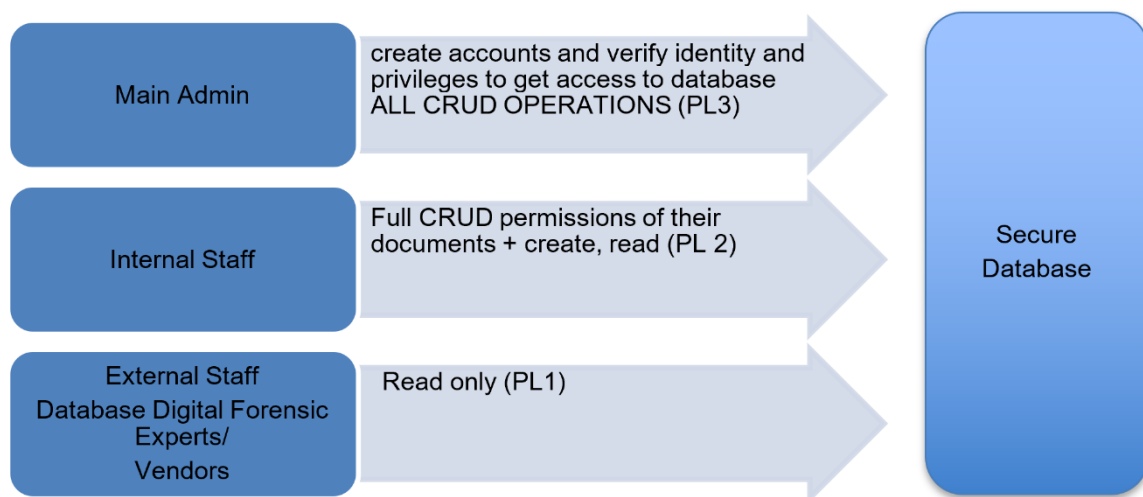 Main Admin
create accounts and verify identity and
privileges to get access to database
ALL CRUD OPERATIONS (PL3)
Internal Staff
Full CRUD permissions of their
documents + create, read (PL 2)
External Staff
Database Digital Forensic
Experts/
Vendors
Read only (PL1)
Secure
Database